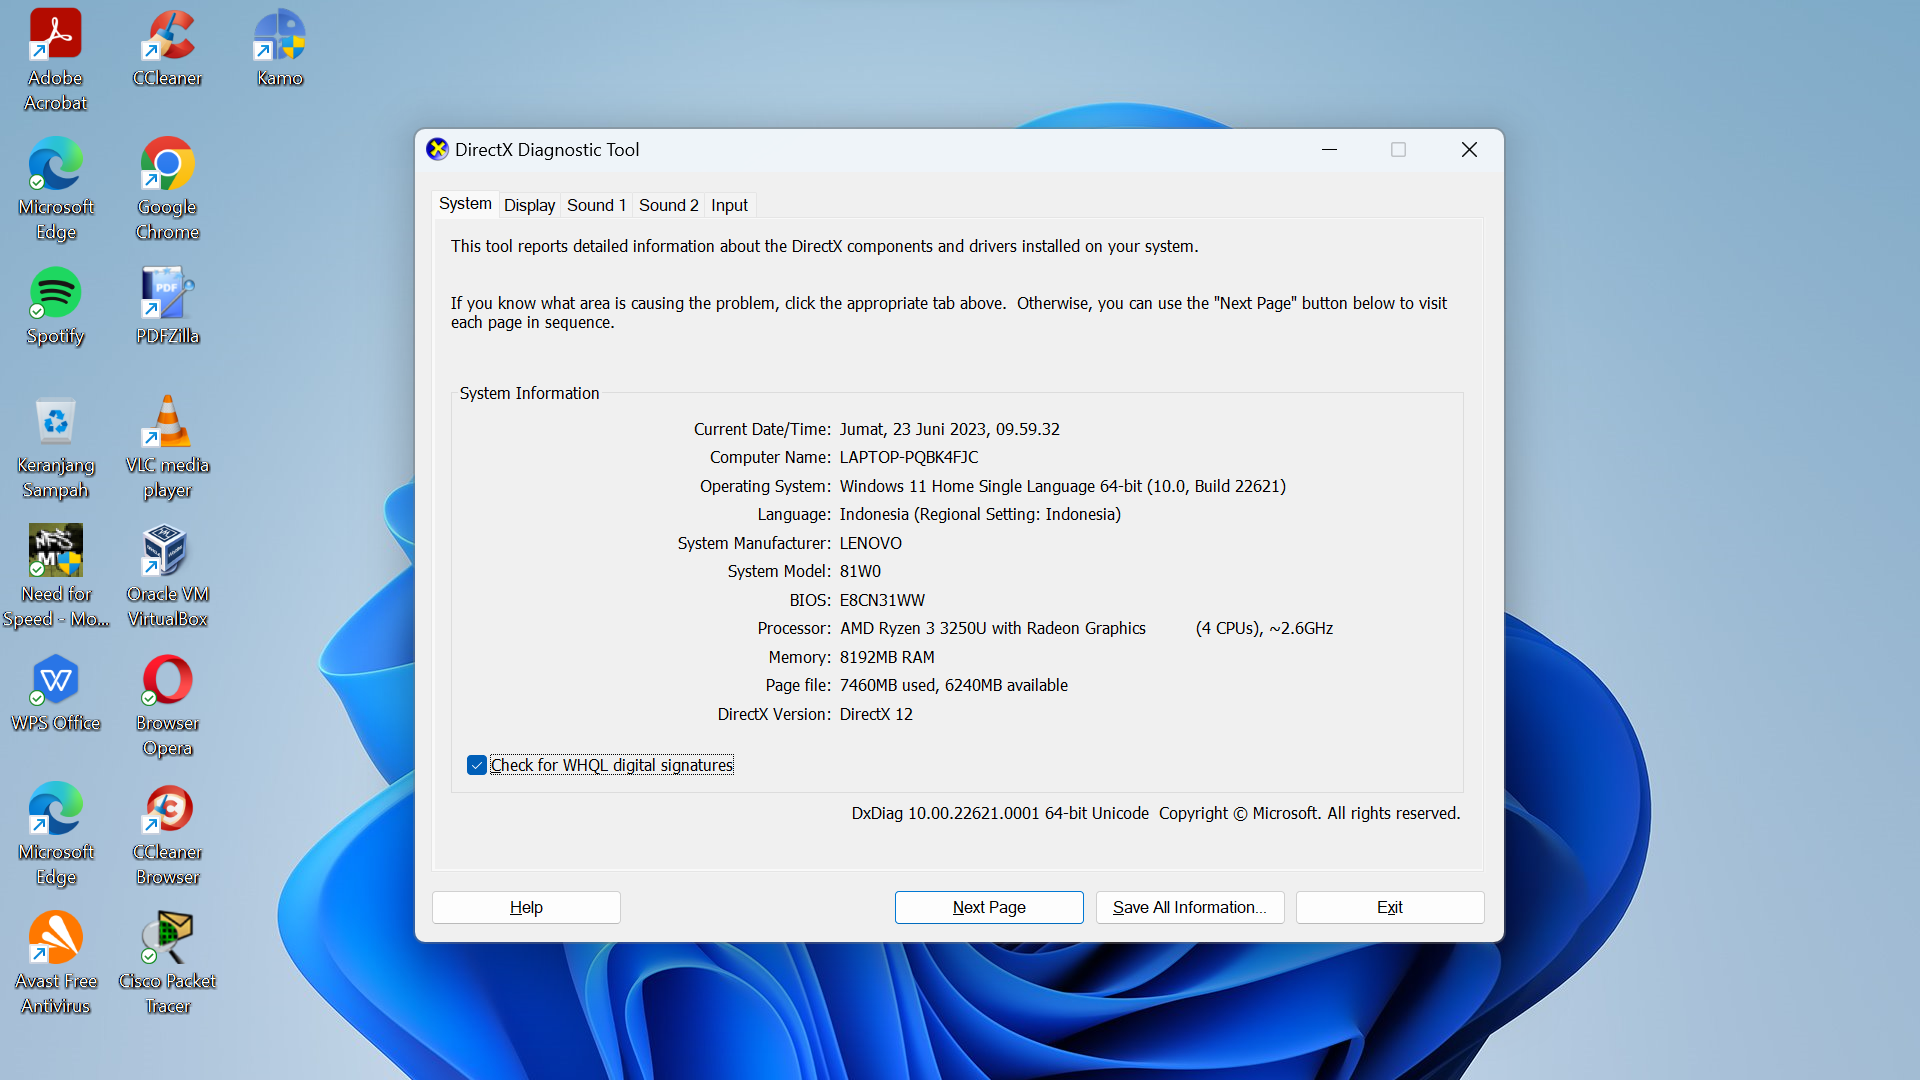 Adobe
Acrobat
CCleaner
Kamo
Microsoft
Edge
Google
Chrome
Spotify
PDF
PDFZilla
Keranjang
Sampah
VLC media
player
NFS
Need for
Speed - Mo...
Oracle VM
VirtualBox
W
WPS Office
Browser
Opera
Microsoft
Edge
CCleaner
Browser
Avast Free
Antivirus
Cisco Packet
Tracer
DirectX Diagnostic Tool
System Display Sound 1 Sound 2 Input
This tool reports detailed information about the DirectX components and drivers installed on your system.
If you know what area is causing the problem, click the appropriate tab above.  Otherwise, you can use the "Next Page" button below to visit
each page in sequence.
System Information
Current Date/Time: Jumat, 23 Juni 2023, 09.59.32
Computer Name: LAPTOP-PQBK4FJC
Operating System: Windows 11 Home Single Language 64-bit (10.0, Build 22621)
Language: Indonesia (Regional Setting: Indonesia)
System Manufacturer: LENOVO
System Model: 81W0
BIOS: E8CN31WW
Processor: AMD Ryzen 3 3250U with Radeon Graphics (4 CPUs), ~2.6GHz
Memory: 8192MB RAM
Page file: 7460MB used, 6240MB available
DirectX Version: DirectX 12
Check for WHQL digital signatures
DxDiag 10.00.22621.0001 64-bit Unicode  Copyright © Microsoft. All rights reserved.
Help Next Page Save All Information... Exit